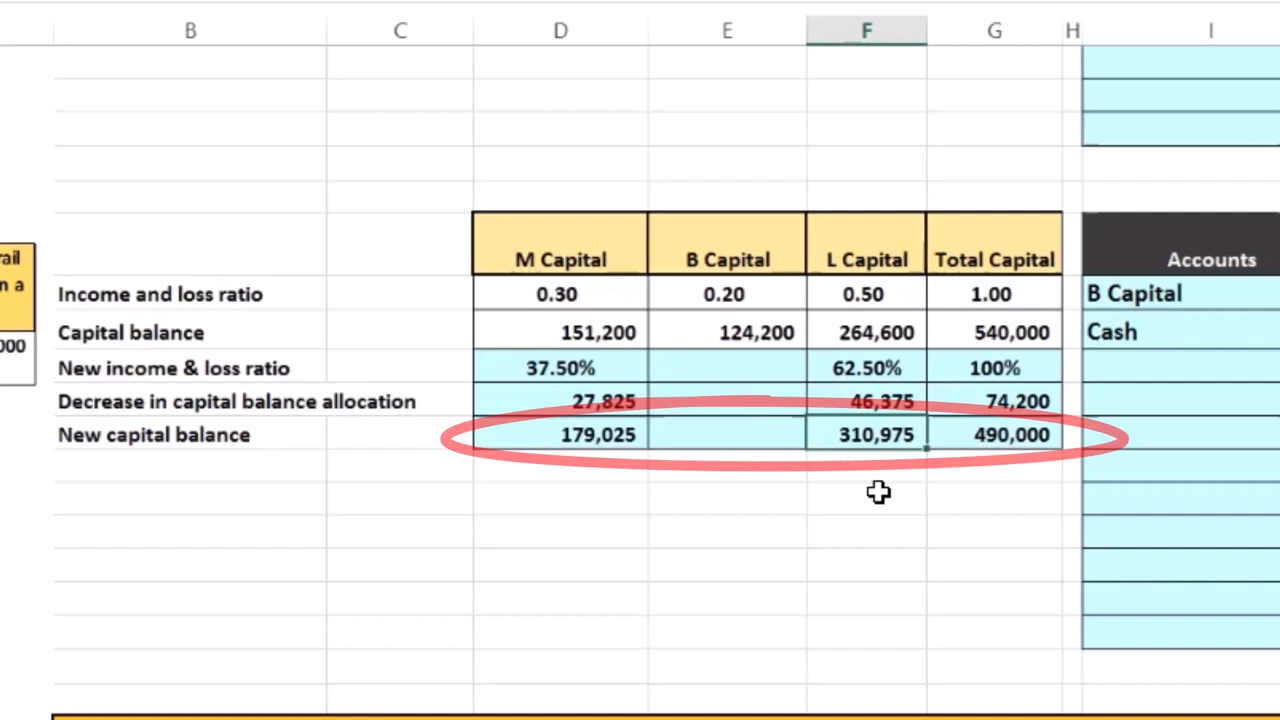 B C D E F G H I
ail
n a
000
M Capital B Capital L Capital Total Capital Accounts
Income and loss ratio 0.30 0.20 0.50 1.00 B Capital
Capital balance 151,200 124,200 264,600 540,000 Cash
New income & loss ratio 37.50% 62.50% 100%
Decrease in capital balance allocation 27,825 46,375 74,200
New capital balance 179,025 310,975 490,000